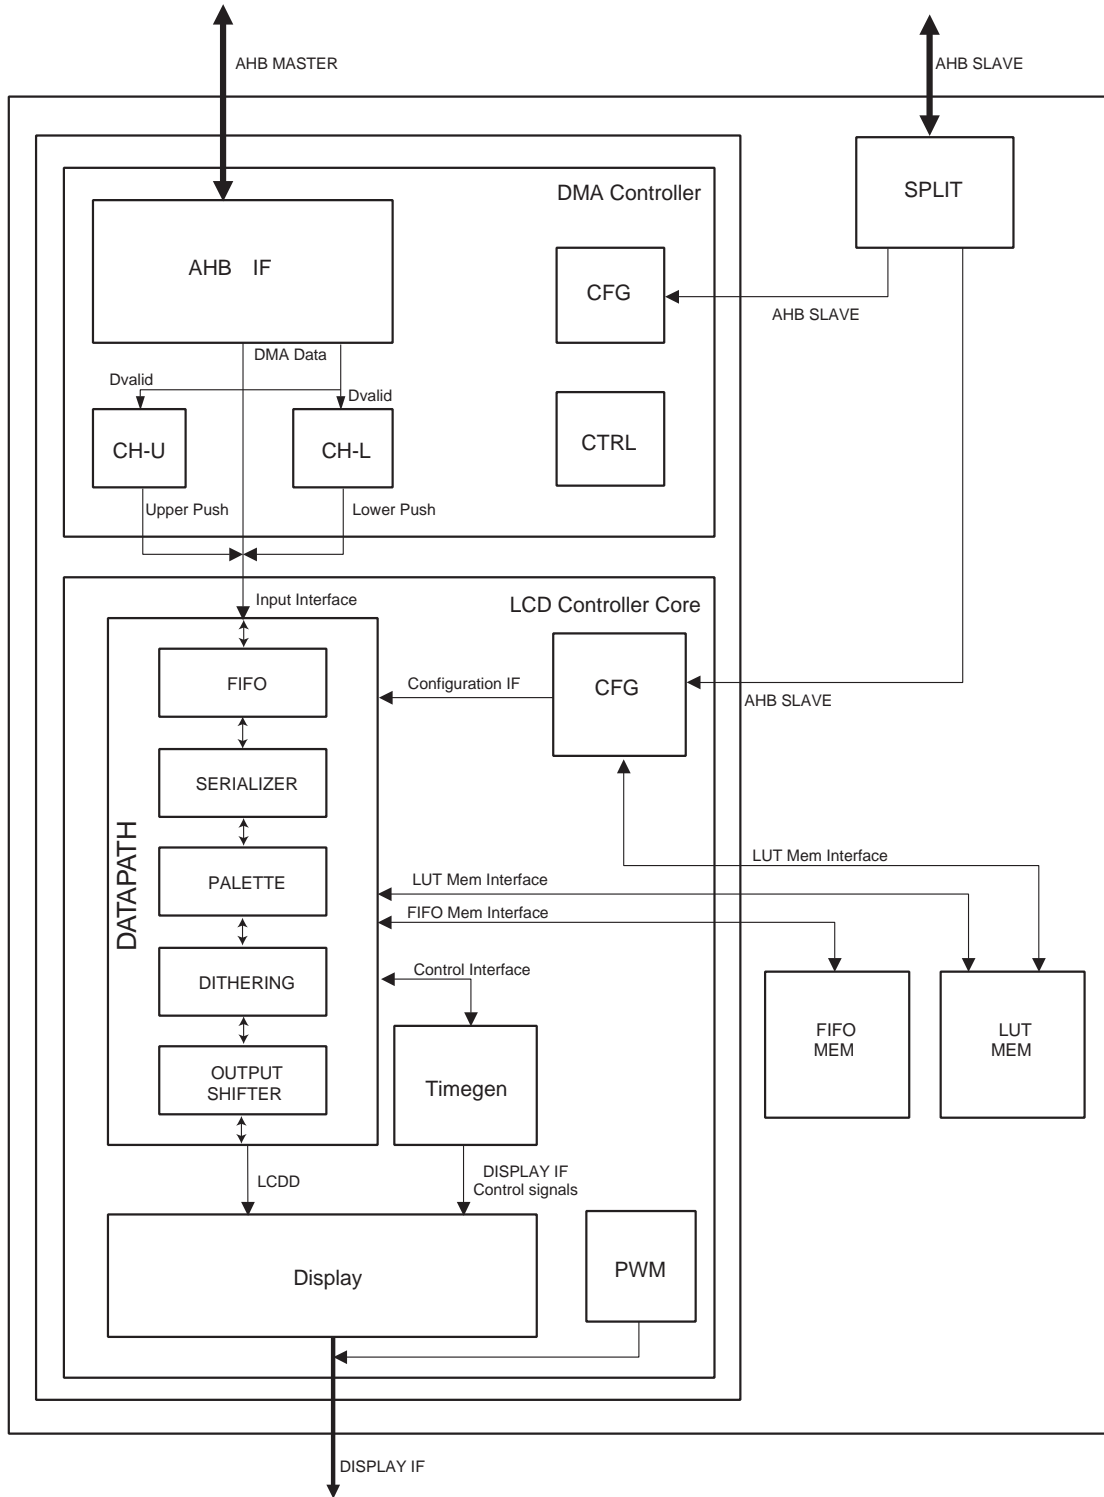 AHB MASTER
AHB SLAVE
DMA Controller
SPLIT
AHB IF
CFG
AHB SLAVE
DMA Data
Dvalid
Dvalid
CH-U
CH-L
CTRL
Upper Push
Lower Push
Input Interface
LCD Controller Core
FIFO
Configuration IF
CFG
AHB SLAVE
SERIALIZER
DATAPATH
LUT Mem Interface
PALETTE
LUT Mem Interface
FIFO Mem Interface
DITHERING
Control Interface
FIFO
MEM
LUT
MEM
OUTPUT
SHIFTER
Timegen
LCDD
DISPLAY IF
Control signals
Display
PWM
DISPLAY IF